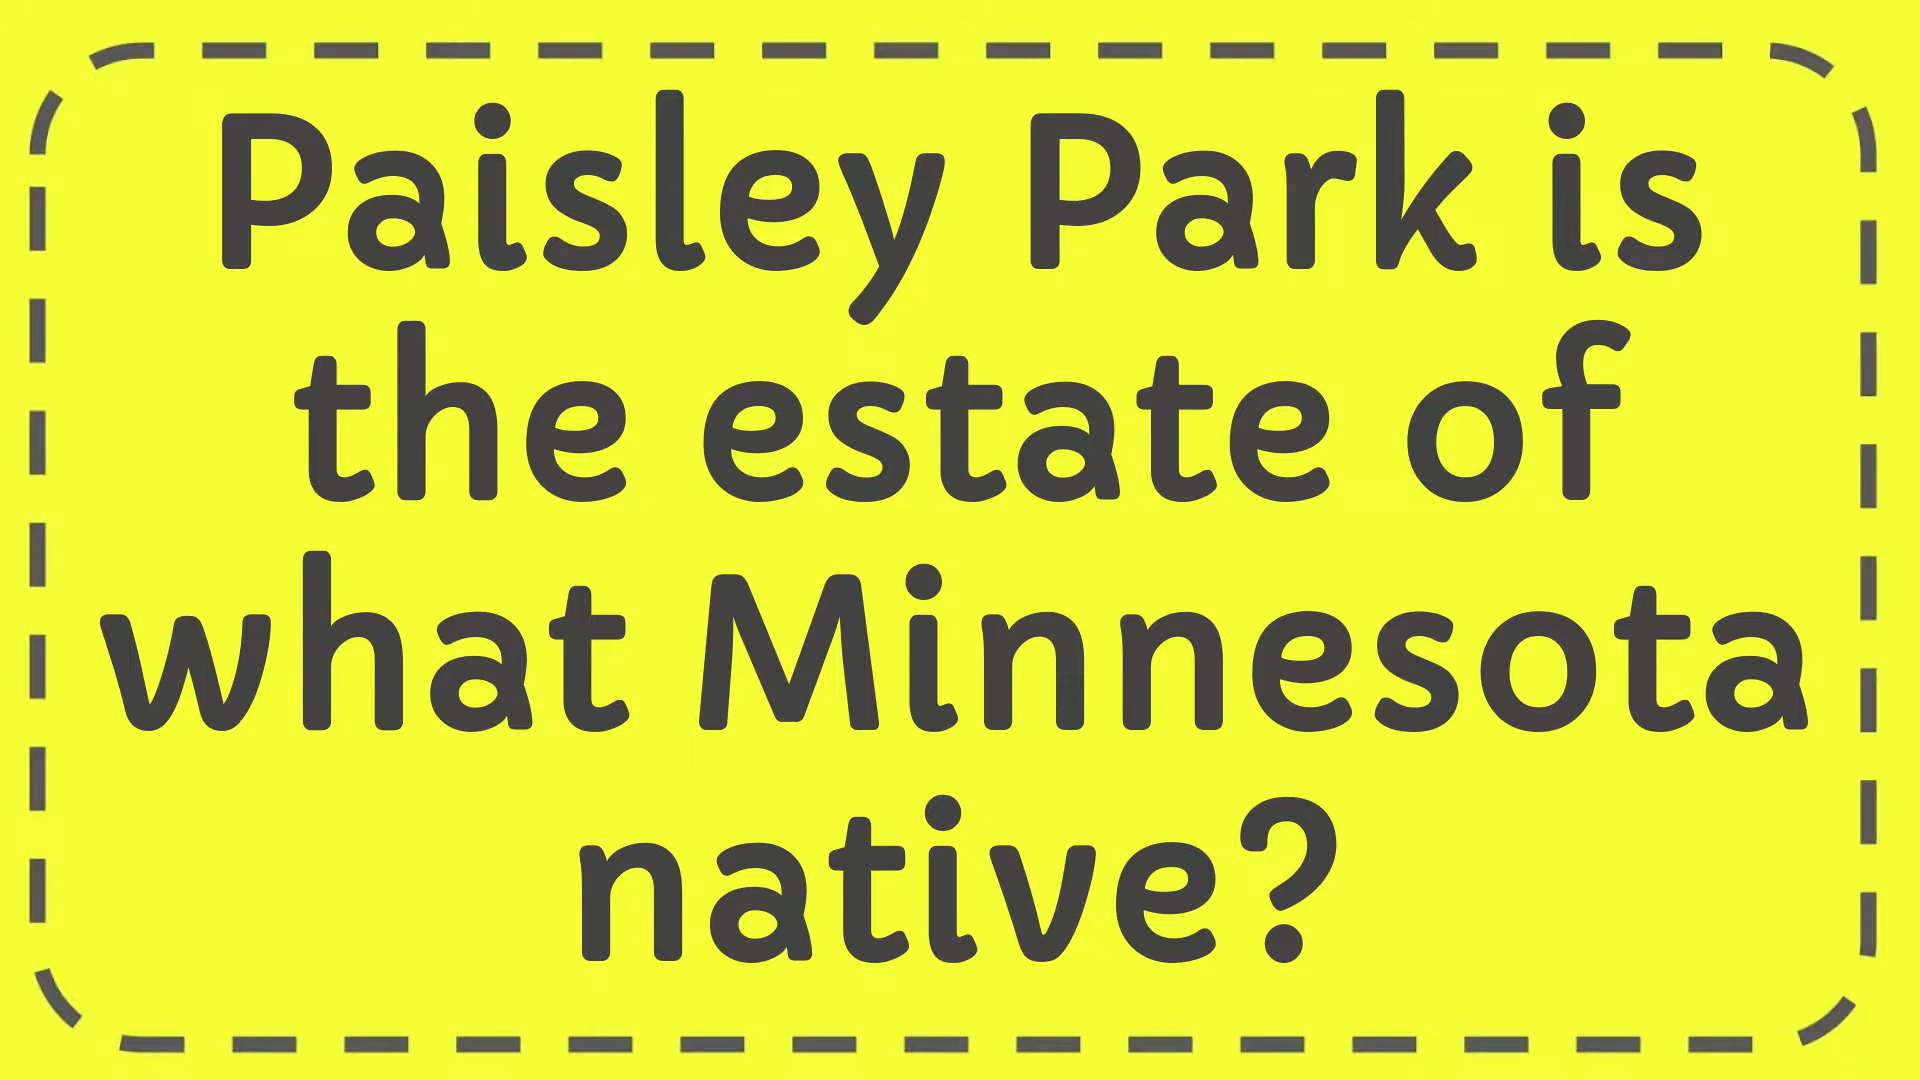 Paisley Park is
the estate of
what Minnesota
native?